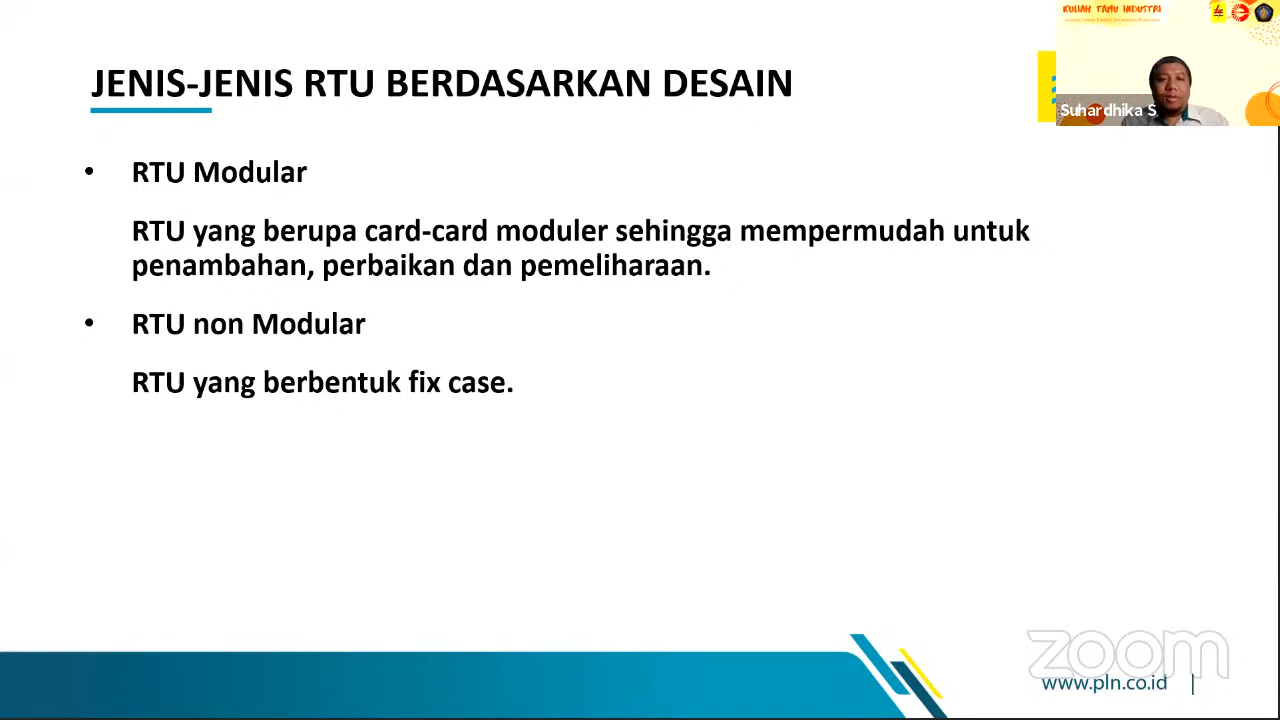 KULIAH TAMU INDUSTRI
JENIS-JENIS RTU BERDASARKAN DESAIN
Suhardhika S
• RTU Modular
RTU yang berupa card-card moduler sehingga mempermudah untuk
penambahan, perbaikan dan pemeliharaan.
• RTU non Modular
RTU yang berbentuk fix case.
zoom
www.pln.co.id |